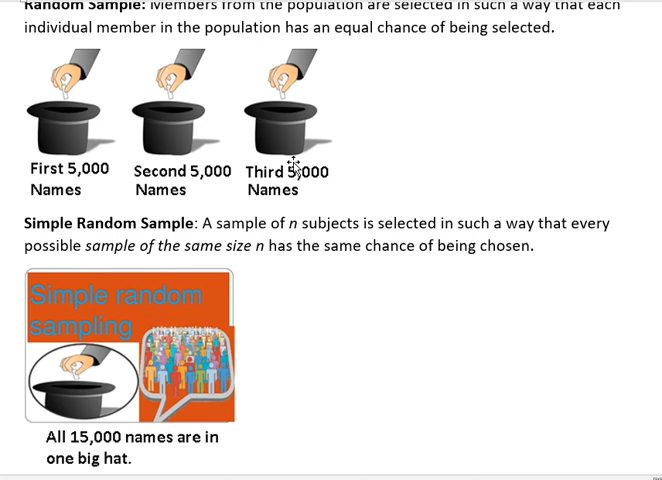 Random Sample: Members from the population are selected in such a way that each
individual member in the population has an equal chance of being selected.
First 5,000
Names
Second 5,000
Names
Third 5,000
Names
Simple Random Sample: A sample of n subjects is selected in such a way that every
possible sample of the same size n has the same chance of being chosen.
Simple random
sampling
All 15,000 names are in
one big hat.